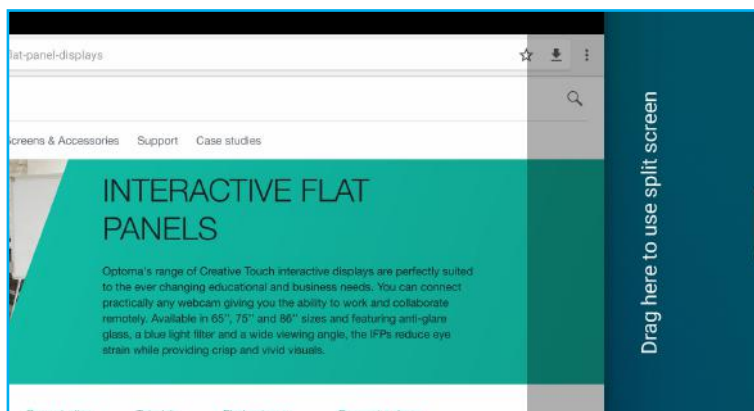 lat-panel-displays
Screens & Accessories Support Case studies
INTERACTIVE FLAT
PANELS
Optoma's range of Creative Touch interactive displays are perfectly suited
to the ever changing educational and business needs. You can connect
practically any webcam giving you the ability to work and collaborate
remotely. Available in 65", 75" and 86" sizes and featuring anti-glare
glass, a blue light filter and a wide viewing angle, the IFPs reduce eye
strain while providing crisp and vivid visuals.
Drag here to use split screen